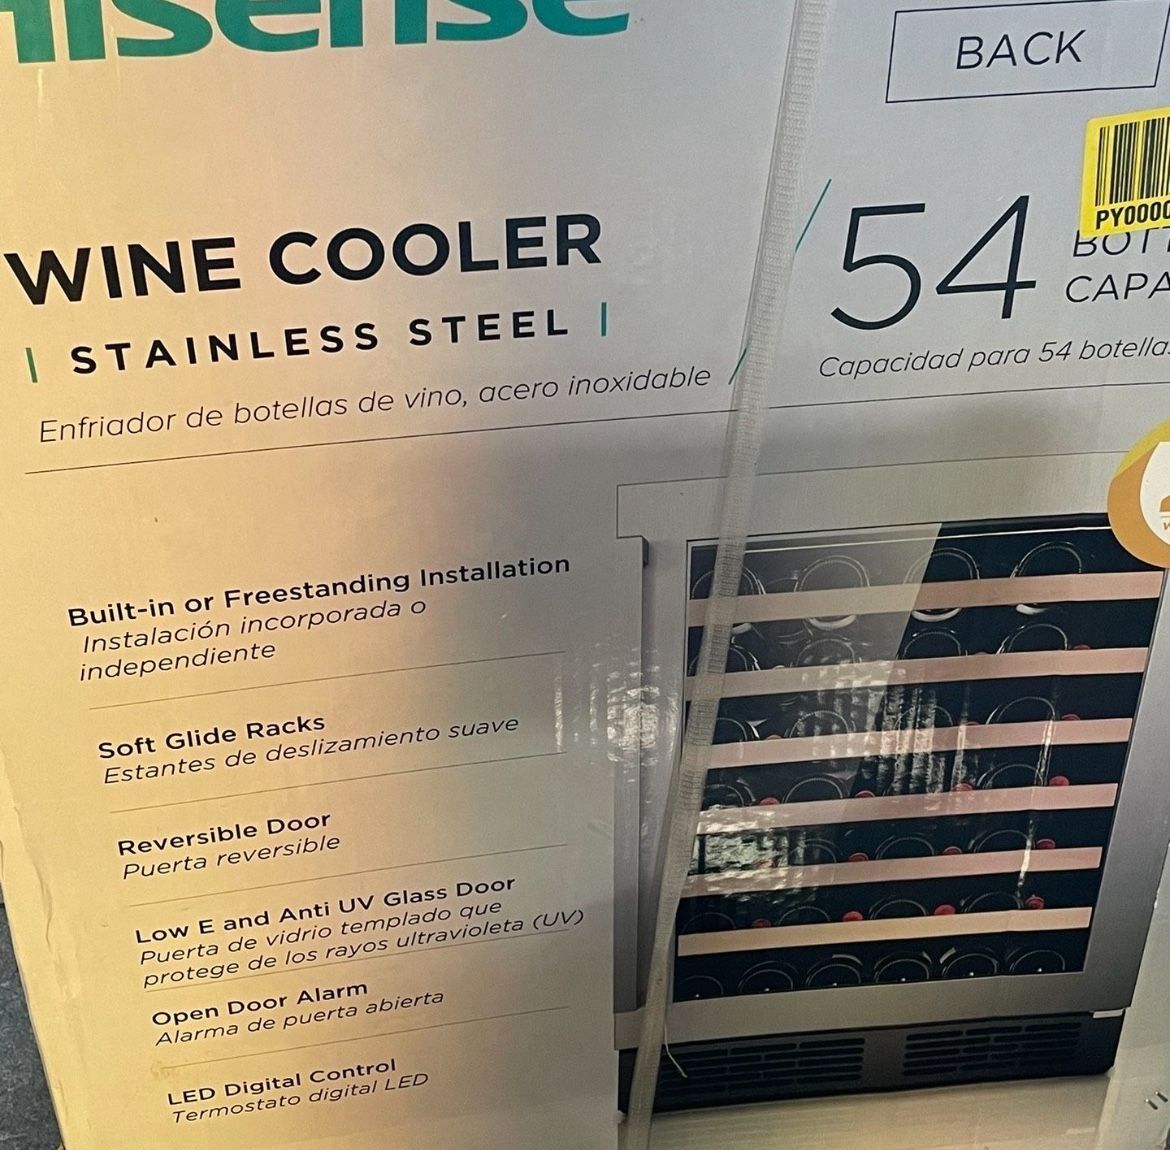 Hisense
BACK
PY0000
WINE COOLER
STAINLESS STEEL
Enfriador de botellas de vino, acero inoxidable
54
Capacidad para 54 botellas
Built-in or Freestanding Installation
Instalación incorporada o
independiente
Soft Glide Racks
Estantes de deslizamiento suave
Reversible Door
Puerta reversible
Low E and Anti UV Glass Door
Puerta de vidrio templado que
protege de los rayos ultravioleta (UV)
Open Door Alarm
Alarma de puerta abierta
LED Digital Control
Termostato digital LED